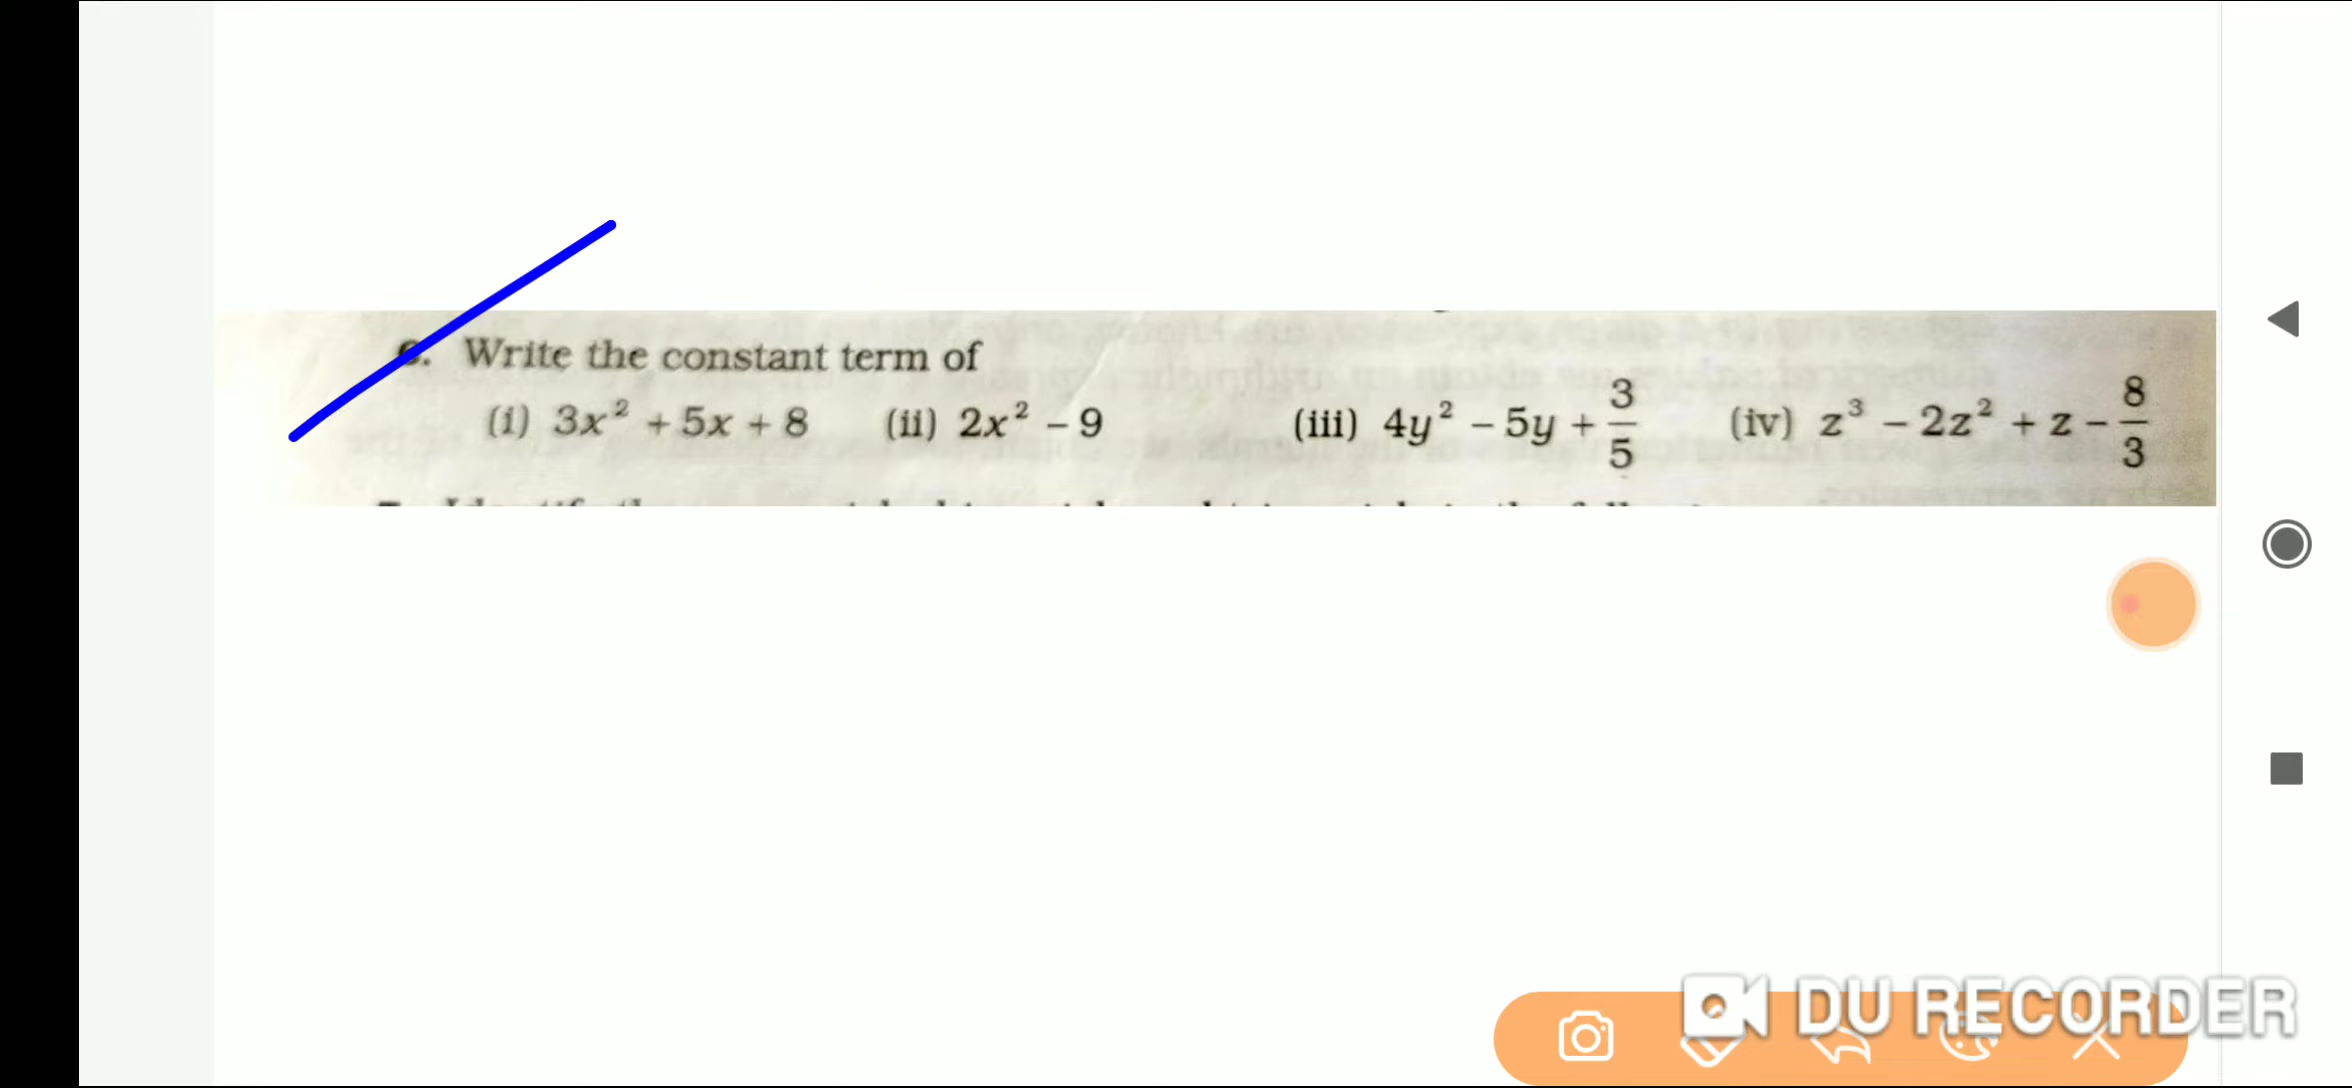 6. Write the constant term of
(i) 3x² + 5x + 8 (ii) 2x² – 9 (iii) 4y² – 5y + 3/5 (iv) z³ – 2z² + z – 8/3
DU RECORDER